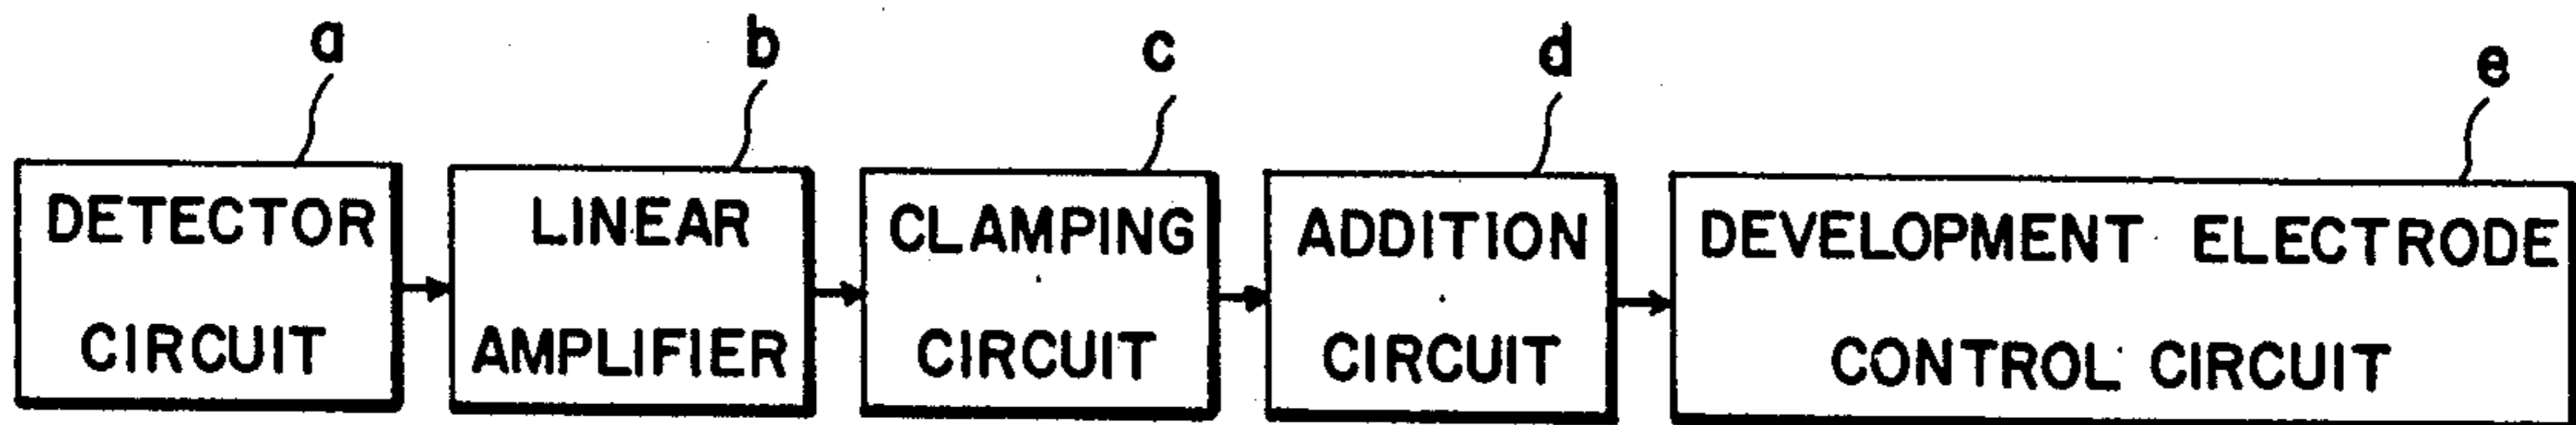 a
b
c
d
e
DETECTOR
CIRCUIT
LINEAR
AMPLIFIER
CLAMPING
CIRCUIT
ADDITION
CIRCUIT
DEVELOPMENT ELECTRODE
CONTROL CIRCUIT